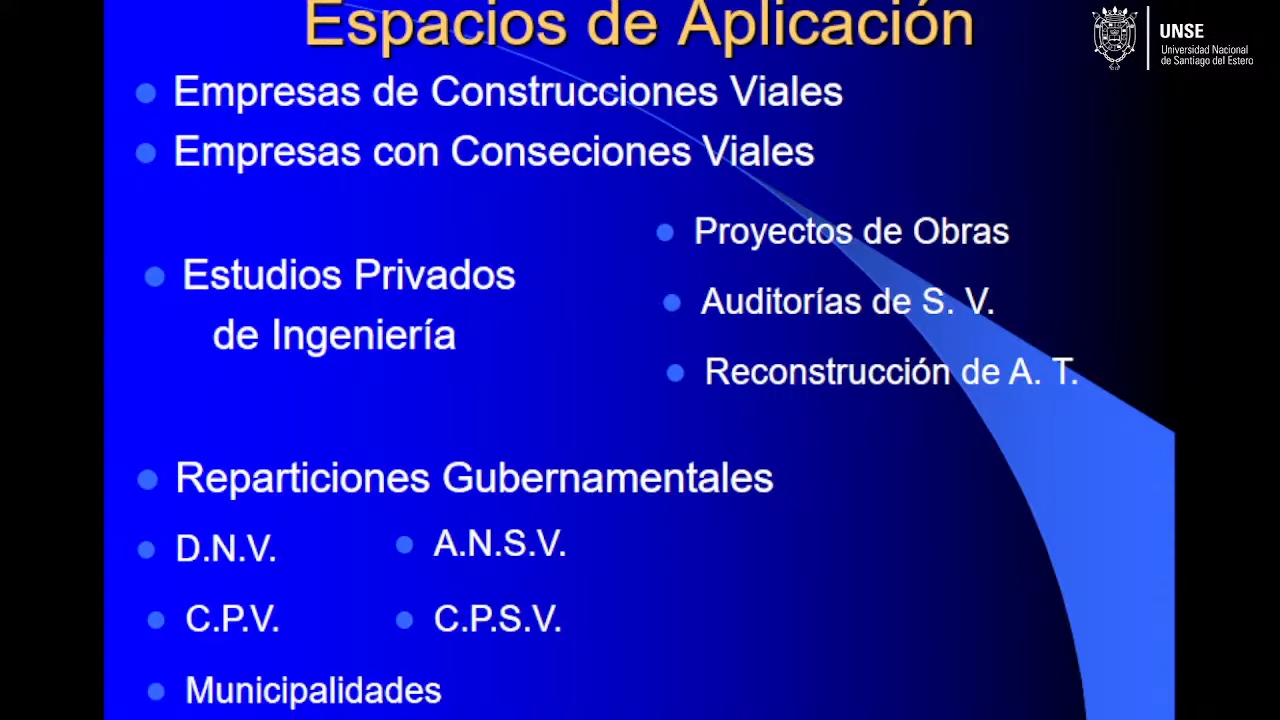 Espacios de Aplicación
UNSE
Universidad Nacional
de Santiago del Estero
Empresas de Construcciones Viales
Empresas con Conseciones Viales
Estudios Privados
de Ingeniería
Proyectos de Obras
Auditorías de S. V.
Reconstrucción de A. T.
Reparticiones Gubernamentales
D.N.V.
A.N.S.V.
C.P.V.
C.P.S.V.
Municipalidades